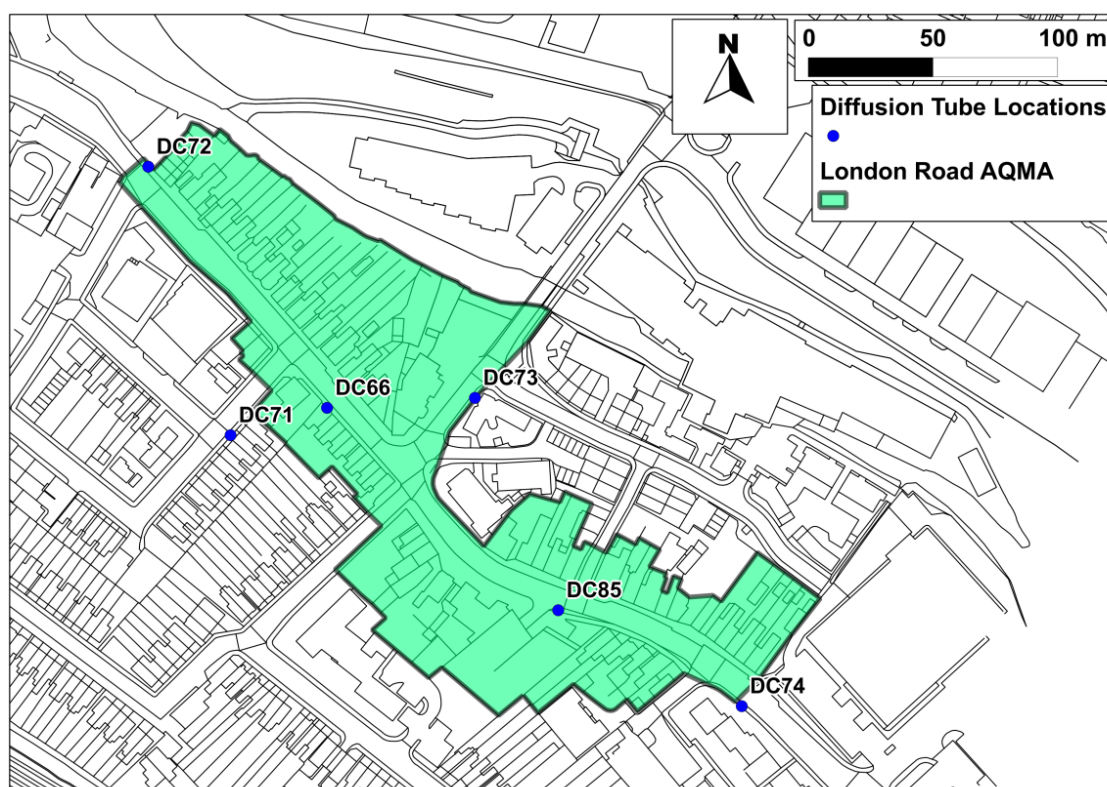 N
0 50 100 m
Diffusion Tube Locations
London Road AQMA
DC72
DC73
DC66
DC71
DC85
DC74